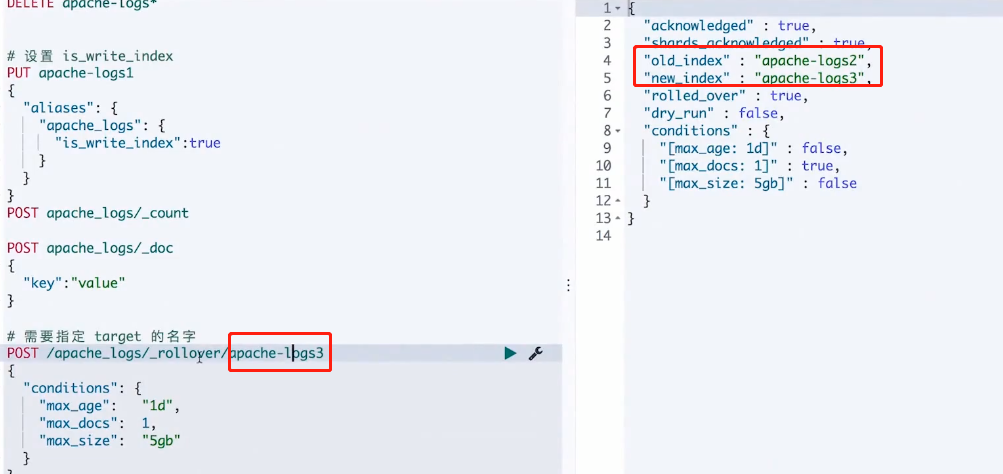 DELETE apache-logs*
# 设置 is_write_index
PUT apache-logs1
{
"aliases": {
"apache_logs": {
"is_write_index":true
}
}
}
POST apache_logs/_count
POST apache_logs/_doc
{
"key":"value"
}
# 需要指定 target 的名字
POST /apache_logs/_rollover/apache-logs3
{
"conditions": {
"max_age": "1d",
"max_docs": 1,
"max_size": "5gb"
}
}
1 {
2 "acknowledged" : true,
3 "shards_acknowledged" : true,
4 "old_index" : "apache-logs2",
5 "new_index" : "apache-logs3",
6 "rolled_over" : true,
7 "dry_run" : false,
8 "conditions" : {
9 "[max_age: 1d]" : false,
10 "[max_docs: 1]" : true,
11 "[max_size: 5gb]" : false
12 }
13 }
14